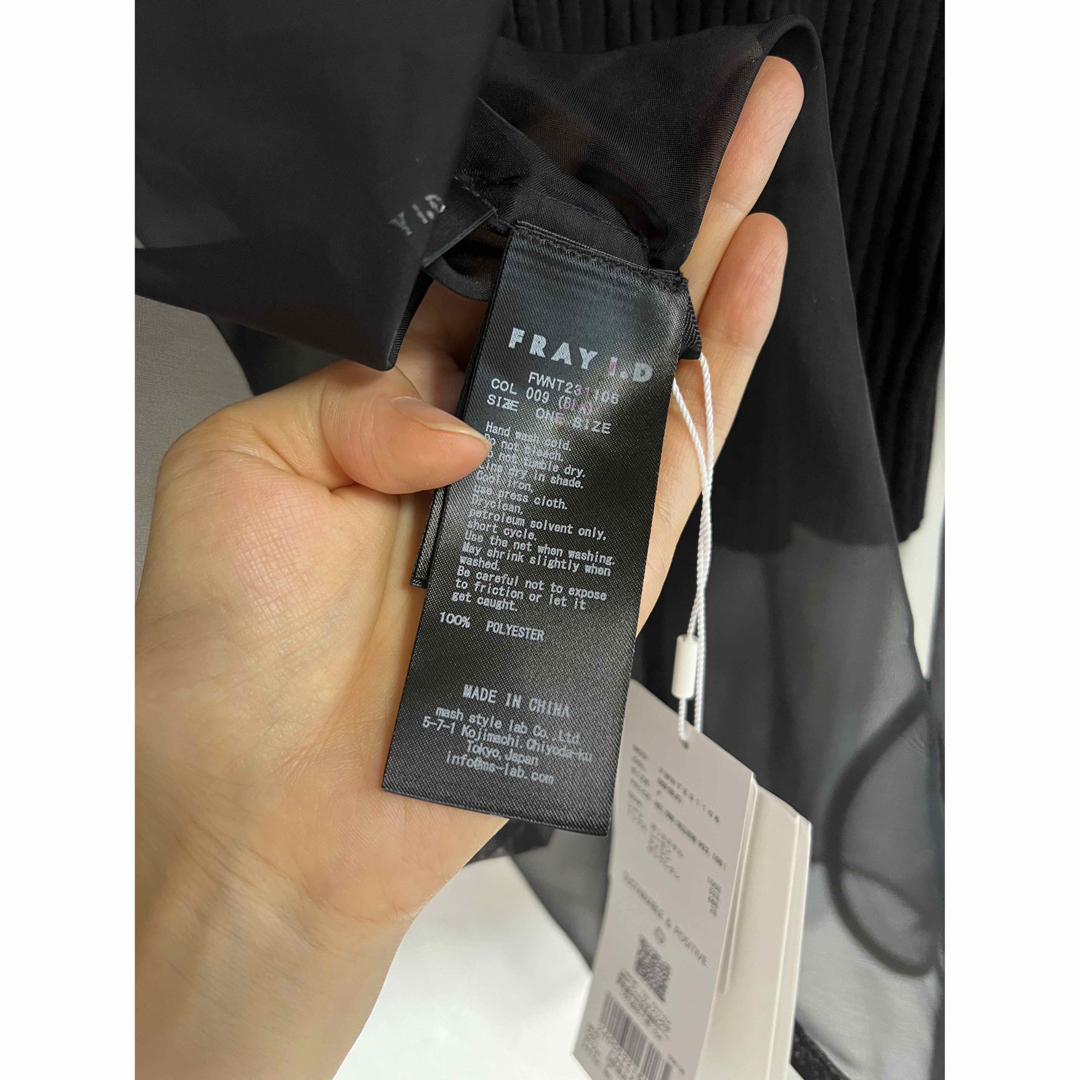 Y I.D
FRAY I.D
FWNT231106
COL 009 (BLK)
SIZE ONE SIZE
Hand wash cold.
Do not bleach.
Do not tumble dry.
Line dry in shade.
Cool iron.
Use press cloth.
Dryclean,
petroleum solvent only,
short cycle.
Use the net when washing.
May shrink slightly when
washed.
Be careful not to expose
to friction or let it
get caught.
100% POLYESTER
MADE IN CHINA
mash style lab Co.,Ltd.
5-7-1 Kojimachi,Chiyoda-ku
Tokyo,Japan
info@ms-lab.com
SUSTAINABLE & POSITIVE